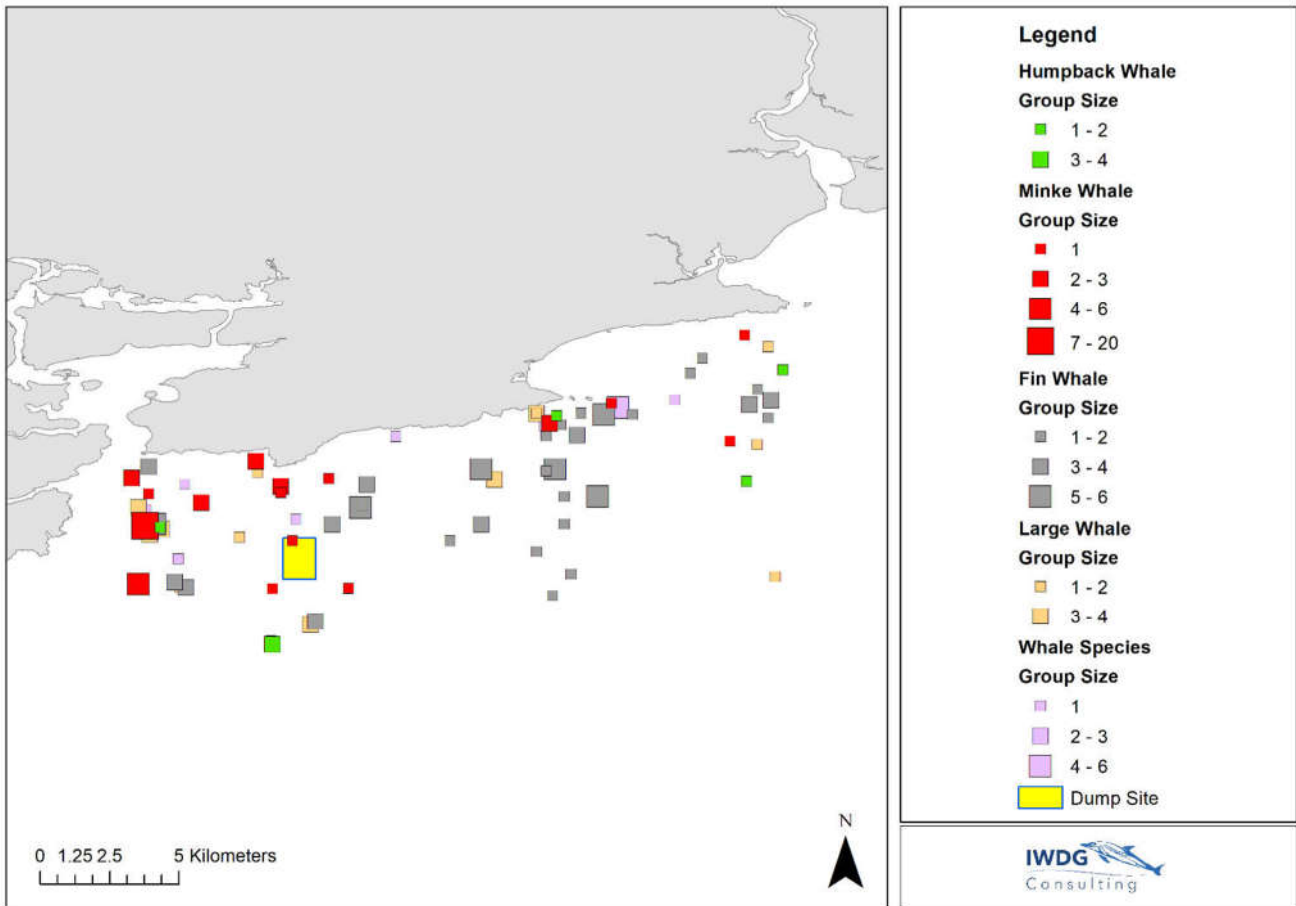 Legend
Humpback Whale
Group Size
1 - 2
3 - 4
Minke Whale
Group Size
1
2 - 3
4 - 6
7 - 20
Fin Whale
Group Size
1 - 2
3 - 4
5 - 6
Large Whale
Group Size
1 - 2
3 - 4
Whale Species
Group Size
1
2 - 3
4 - 6
Dump Site
N
0 1.25 2.5 5 Kilometers
IWDG
Consulting